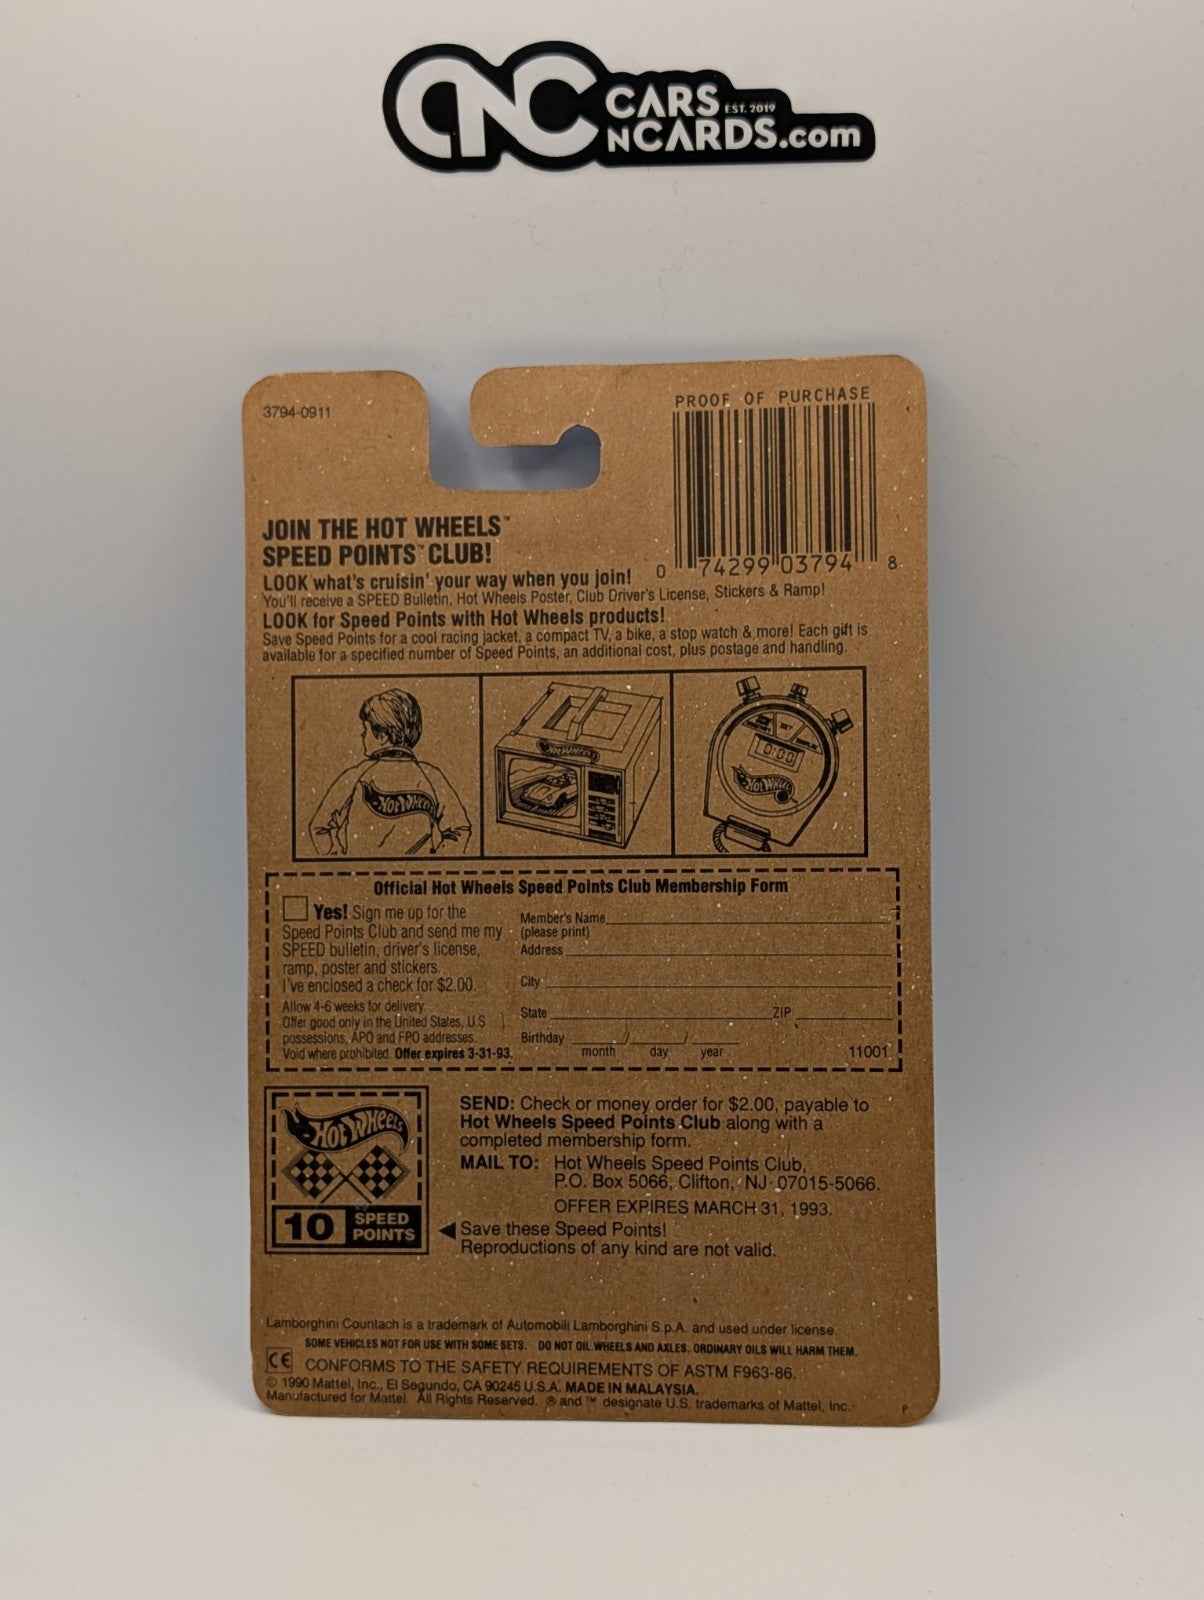 CNC CARS EST. 2019
NCARDS.com
3794-0911
PROOF OF PURCHASE
0 74299 03794 8
JOIN THE HOT WHEELS™
SPEED POINTS™ CLUB!
LOOK what's cruisin' your way when you join!
You'll receive a SPEED Bulletin, Hot Wheels Poster, Club Driver's License, Stickers & Ramp!
LOOK for Speed Points with Hot Wheels products!
Save Speed Points for a cool racing jacket, a compact TV, a bike, a stop watch & more! Each gift is
available for a specified number of Speed Points, an additional cost, plus postage and handling.
HOT WHEELS
HOT WHEELS
0:00
HOT WHEELS
Official Hot Wheels Speed Points Club Membership Form
Yes! Sign me up for the
Speed Points Club and send me my
SPEED bulletin, driver's license,
ramp, poster and stickers.
I've enclosed a check for $2.00.
Allow 4-6 weeks for delivery.
Offer good only in the United States, U.S
possessions, APO and FPO addresses.
Void where prohibited. Offer expires 3-31-93.
Member's Name
(please print)
Address
City
State ZIP
Birthday / /
month day year
11001
HOT WHEELS
10 SPEED
POINTS
SEND: Check or money order for $2.00, payable to
Hot Wheels Speed Points Club along with a
completed membership form.
MAIL TO: Hot Wheels Speed Points Club,
P.O. Box 5066, Clifton, NJ 07015-5066.
OFFER EXPIRES MARCH 31, 1993.
◀ Save these Speed Points!
Reproductions of any kind are not valid.
Lamborghini Countach is a trademark of Automobili Lamborghini S.p.A. and used under license.
SOME VEHICLES NOT FOR USE WITH SOME SETS. DO NOT OIL WHEELS AND AXLES. ORDINARY OILS WILL HARM THEM.
CE CONFORMS TO THE SAFETY REQUIREMENTS OF ASTM F963-86.
© 1990 Mattel, Inc., El Segundo, CA 90245 U.S.A. MADE IN MALAYSIA.
Manufactured for Mattel. All Rights Reserved. ® and ™ designate U.S. trademarks of Mattel, Inc.
P